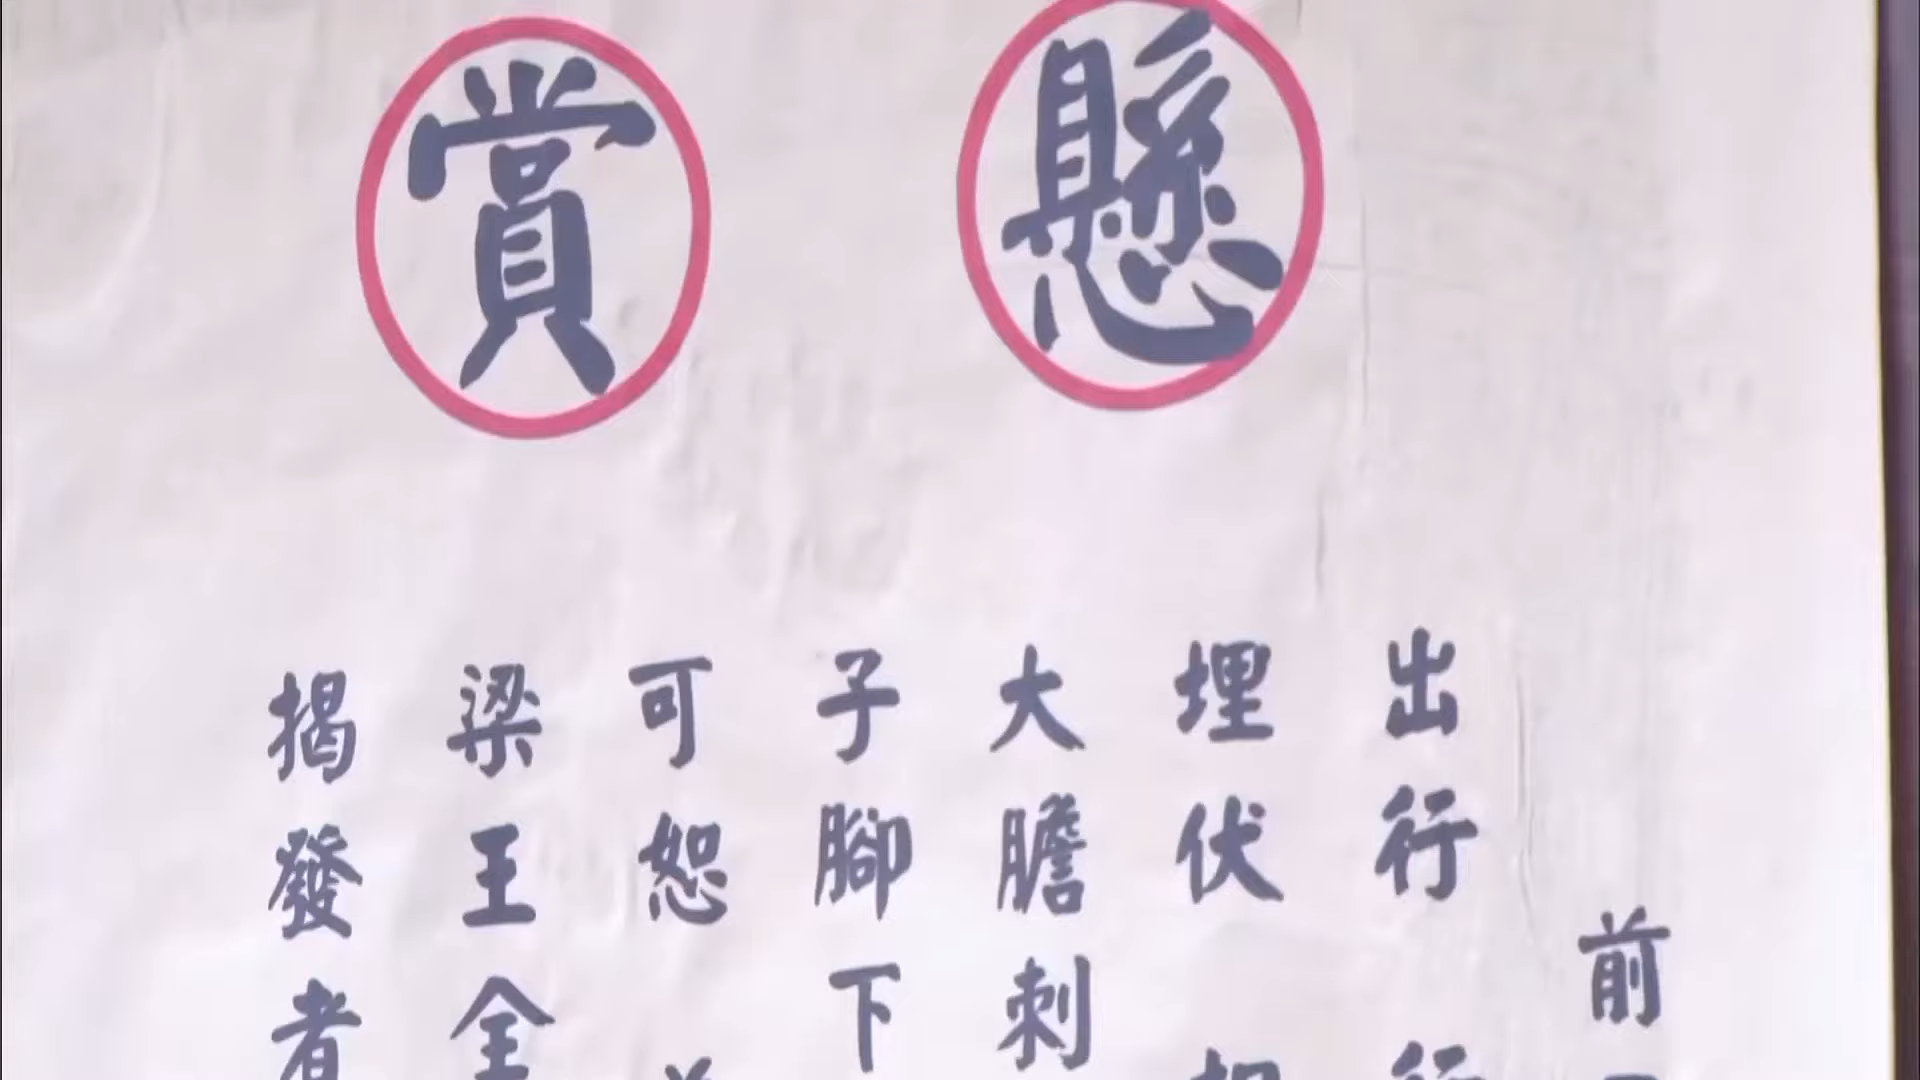 懸賞
前
出行行
埋伏
大膽刺
子腳下
可恕
梁王全
揭發者